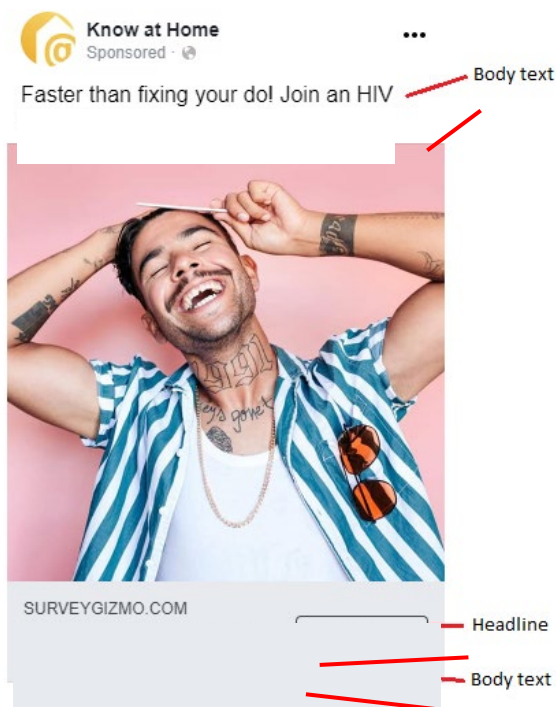 Know at Home
Sponsored ·
Body text
Faster than fixing your do! Join an HIV
1991
SURVEYGIZMO.COM
Headline
Body text